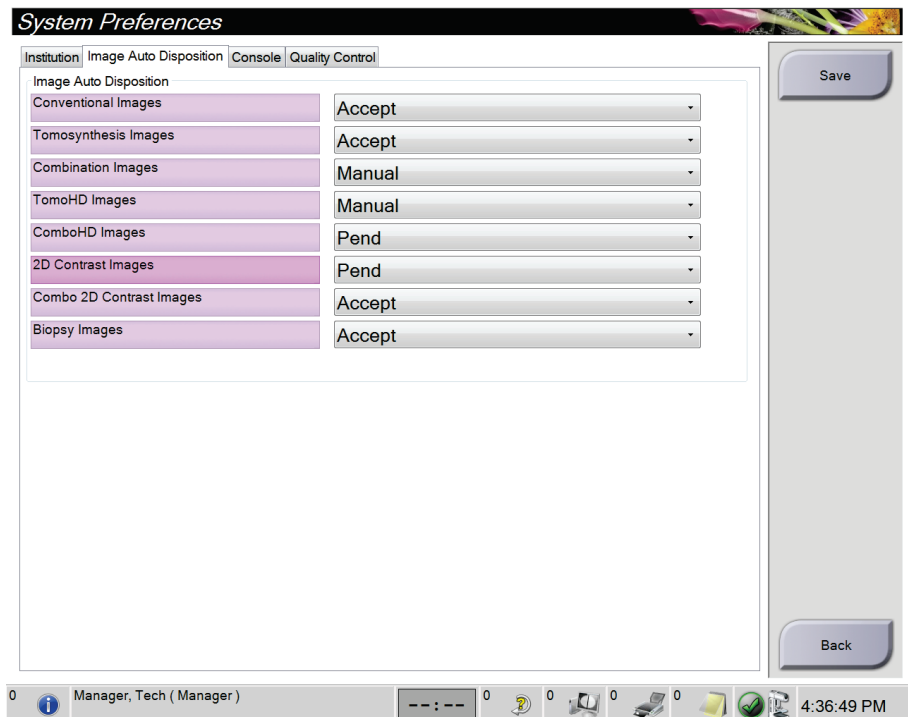 System Preferences
Institution Image Auto Disposition Console Quality Control
Save
Image Auto Disposition
Conventional Images Accept
Tomosynthesis Images Accept
Combination Images Manual
TomoHD Images Manual
ComboHD Images Pend
2D Contrast Images Pend
Combo 2D Contrast Images Accept
Biopsy Images Accept
Back
0 Manager, Tech ( Manager ) --:-- 0 0 0 0 4:36:49 PM